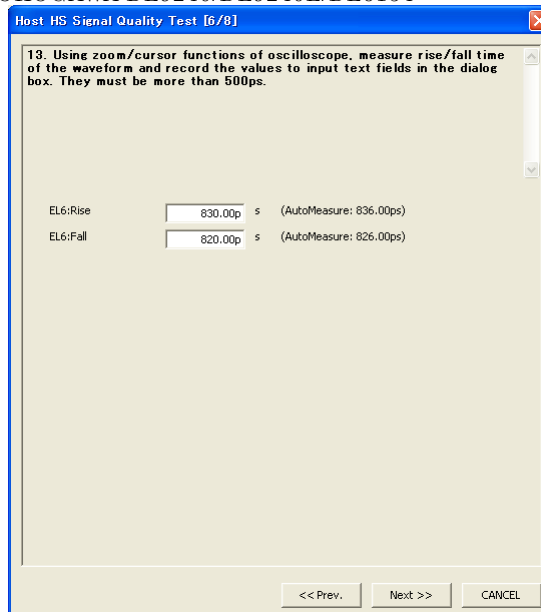 Host HS Signal Quality Test [6/8]
13. Using zoom/cursor functions of oscilloscope, measure rise/fall time
of the waveform and record the values to input text fields in the dialog
box. They must be more than 500ps.
EL6:Rise 830.00p s (AutoMeasure: 836.00ps)
EL6:Fall 820.00p s (AutoMeasure: 826.00ps)
<< Prev. Next >> CANCEL